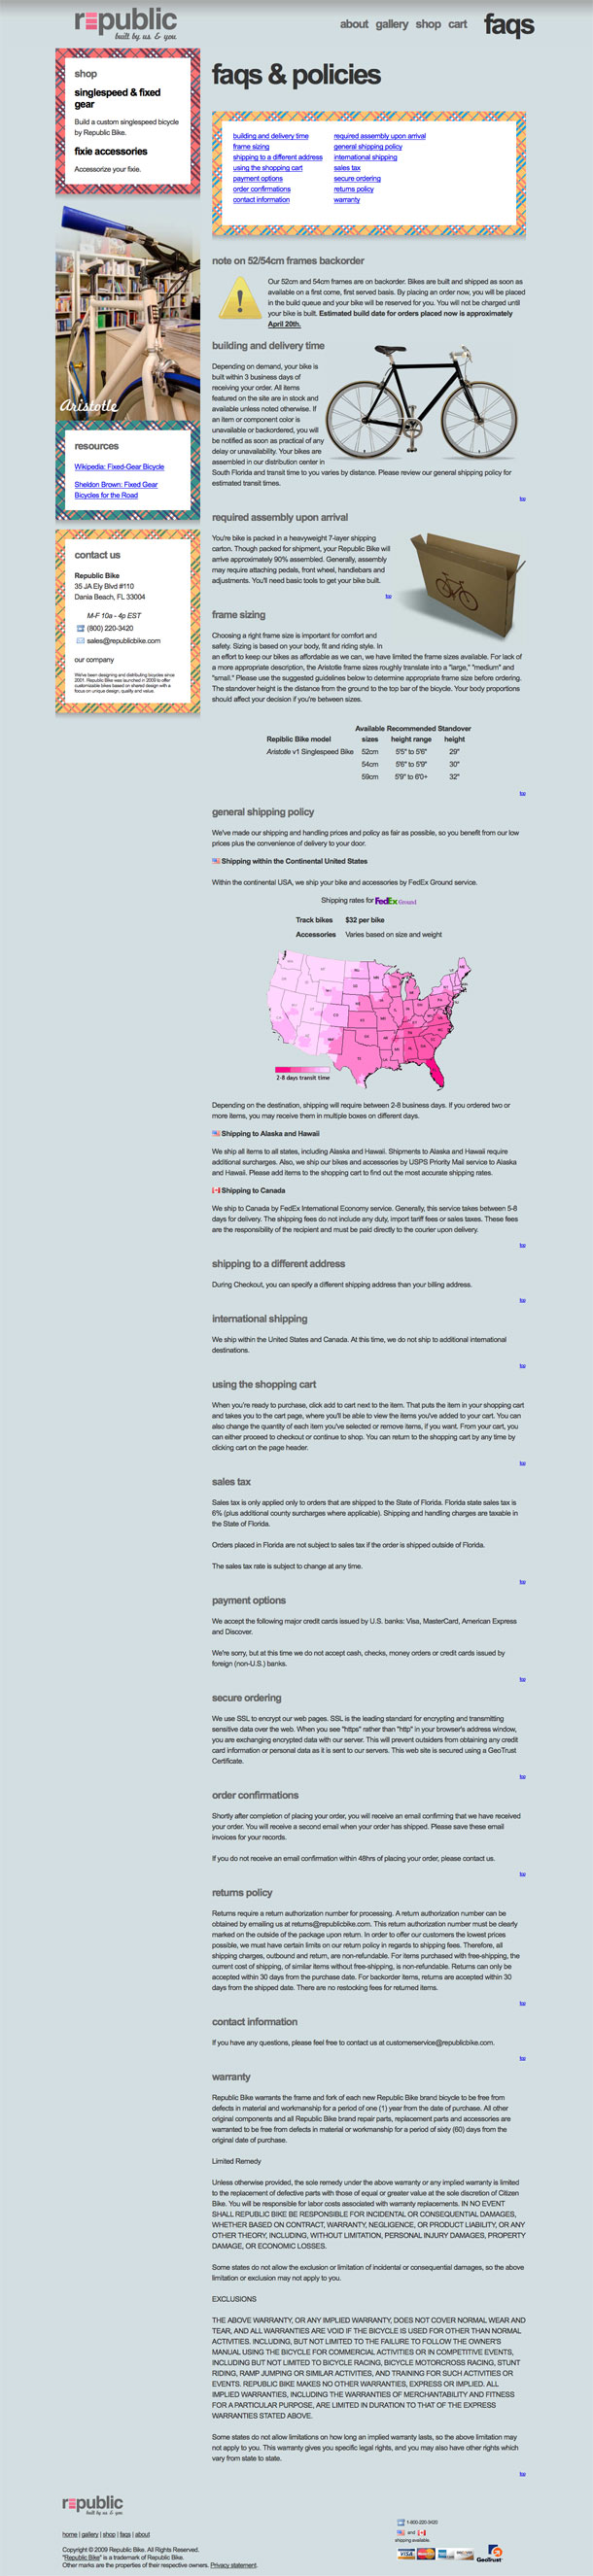 republic
built by us & you
about gallery shop cart faqs
shop
singlespeed & fixed
gear
Build a custom singlespeed bicycle
by Republic Bike.
fixie accessories
Accessorize your fixie.
Aristotle
resources
Wikipedia: Fixed-Gear Bicycle
Sheldon Brown: Fixed Gear
Bicycles for the Road
contact us
Republic Bike
35 JA Ely Blvd #110
Dania Beach, FL 33004
M-F 10a - 4p EST
(800) 220-3420
sales@republicbike.com
our company
We've been designing and distributing bicycles since
2001. Republic Bike was launched in 2009 to offer
customizable bikes based on shared design with a
focus on unique design, quality and value.
faqs & policies
building and delivery time
frame sizing
shipping to a different address
using the shopping cart
payment options
order confirmations
contact information
required assembly upon arrival
general shipping policy
international shipping
sales tax
secure ordering
returns policy
warranty
note on 52/54cm frames backorder
Our 52cm and 54cm frames are on backorder. Bikes are built and shipped as soon as
available on a first come, first served basis. By placing an order now, you will be placed
in the build queue and your bike will be reserved for you. You will not be charged until
your bike is built. Estimated build date for orders placed now is approximately
April 20th.
building and delivery time
Depending on demand, your bike is
built within 3 business days of
receiving your order. All items
featured on the site are in stock and
available unless noted otherwise. If
an item or component color is
unavailable or backordered, you will
be notified as soon as practical of any
delay or unavailability. Your bikes are
assembled in our distribution center in
South Florida and transit time to you varies by distance. Please review our general shipping policy for
estimated transit times.
top
required assembly upon arrival
You're bike is packed in a heavyweight 7-layer shipping
carton. Though packed for shipment, your Republic Bike will
arrive approximately 90% assembled. Generally, assembly
may require attaching pedals, front wheel, handlebars and
adjustments. You'll need basic tools to get your bike built.
top
frame sizing
Choosing a right frame size is important for comfort and
safety. Sizing is based on your body, fit and riding style. In
an effort to keep our bikes as affordable as we can, we have limited the frame sizes available. For lack of
a more appropriate description, the Aristotle frame sizes roughly translate into a "large," "medium" and
"small." Please use the suggested guidelines below to determine appropriate frame size before ordering.
The standover height is the distance from the ground to the top bar of the bicycle. Your body proportions
should affect your decision if you're between sizes.
Available Recommended Standover
Repiblic Bike model sizes height range height
Aristotle v1 Singlespeed Bike 52cm 5'5" to 5'6" 29"
54cm 5'6" to 5'9" 30"
59cm 5'9" to 6'0+ 32"
top
general shipping policy
We've made our shipping and handling prices and policy as fair as possible, so you benefit from our low
prices plus the convenience of delivery to your door.
Shipping within the Continental United States
Within the continental USA, we ship your bike and accessories by FedEx Ground service.
Shipping rates for FedEx Ground
Track bikes $32 per bike
Accessories Varies based on size and weight
2-8 days transit time
Depending on the destination, shipping will require between 2-8 business days. If you ordered two or
more items, you may receive them in multiple boxes on different days.
Shipping to Alaska and Hawaii
We ship all items to all states, including Alaska and Hawaii. Shipments to Alaska and Hawaii require
additional surcharges. Also, we ship our bikes and accessories by USPS Priority Mail service to Alaska
and Hawaii. Please add items to the shopping cart to find out the most accurate shipping rates.
Shipping to Canada
We ship to Canada by FedEx International Economy service. Generally, this service takes between 5-8
days for delivery. The shipping fees do not include any duty, import tariff fees or sales taxes. These fees
are the responsibility of the recipient and must be paid directly to the courier upon delivery.
top
shipping to a different address
During Checkout, you can specify a different shipping address than your billing address.
top
international shipping
We ship within the United States and Canada. At this time, we do not ship to additional international
destinations.
top
using the shopping cart
When you're ready to purchase, click add to cart next to the item. That puts the item in your shopping cart
and takes you to the cart page, where you'll be able to view the items you've added to your cart. You can
also change the quantity of each item you've selected or remove items, if you want. From your cart, you
can either proceed to checkout or continue to shop. You can return to the shopping cart by any time by
clicking cart on the page header.
top
sales tax
Sales tax is only applied only to orders that are shipped to the State of Florida. Florida state sales tax is
6% (plus additional county surcharges where applicable). Shipping and handling charges are taxable in
the State of Florida.
Orders placed in Florida are not subject to sales tax if the order is shipped outside of Florida.
The sales tax rate is subject to change at any time.
top
payment options
We accept the following major credit cards issued by U.S. banks: Visa, MasterCard, American Express
and Discover.
We're sorry, but at this time we do not accept cash, checks, money orders or credit cards issued by
foreign (non-U.S.) banks.
top
secure ordering
We use SSL to encrypt our web pages. SSL is the leading standard for encrypting and transmitting
sensitive data over the web. When you see "https" rather than "http" in your browser's address window,
you are exchanging encrypted data with our server. This will prevent outsiders from obtaining any credit
card information or personal data as it is sent to our servers. This web site is secured using a GeoTrust
Certificate.
top
order confirmations
Shortly after completion of placing your order, you will receive an email confirming that we have received
your order. You will receive a second email when your order has shipped. Please save these email
invoices for your records.
If you do not receive an email confirmation within 48hrs of placing your order, please contact us.
top
returns policy
Returns require a return authorization number for processing. A return authorization number can be
obtained by emailing us at returns@republicbike.com. This return authorization number must be clearly
marked on the outside of the package upon return. In order to offer our customers the lowest prices
possible, we must have certain limits on our return policy in regards to shipping fees. Therefore, all
shipping charges, outbound and return, are non-refundable. For items purchased with free-shipping, the
current cost of shipping, of similar items without free-shipping, is non-refundable. Returns can only be
accepted within 30 days from the purchase date. For backorder items, returns are accepted within 30
days from the shipped date. There are no restocking fees for returned items.
top
contact information
If you have any questions, please feel free to contact us at customerservice@republicbike.com.
top
warranty
Republic Bike warrants the frame and fork of each new Republic Bike brand bicycle to be free from
defects in material and workmanship for a period of one (1) year from the date of purchase. All other
original components and all Republic Bike brand repair parts, replacement parts and accessories are
warranted to be free from defects in material or workmanship for a period of sixty (60) days from the
original date of purchase.
Limited Remedy
Unless otherwise provided, the sole remedy under the above warranty or any implied warranty is limited
to the replacement of defective parts with those of equal or greater value at the sole discretion of Citizen
Bike. You will be responsible for labor costs associated with warranty replacements. IN NO EVENT
SHALL REPUBLIC BIKE BE RESPONSIBLE FOR INCIDENTAL OR CONSEQUENTIAL DAMAGES,
WHETHER BASED ON CONTRACT, WARRANTY, NEGLIGENCE, OR PRODUCT LIABILITY, OR ANY
OTHER THEORY, INCLUDING, WITHOUT LIMITATION, PERSONAL INJURY DAMAGES, PROPERTY
DAMAGE, OR ECONOMIC LOSSES.
Some states do not allow the exclusion or limitation of incidental or consequential damages, so the above
limitation or exclusion may not apply to you.
EXCLUSIONS
THE ABOVE WARRANTY, OR ANY IMPLIED WARRANTY, DOES NOT COVER NORMAL WEAR AND
TEAR, AND ALL WARRANTIES ARE VOID IF THE BICYCLE IS USED FOR OTHER THAN NORMAL
ACTIVITIES. INCLUDING, BUT NOT LIMITED TO THE FAILURE TO FOLLOW THE OWNER'S
MANUAL USING THE BICYCLE FOR COMMERCIAL ACTIVITIES OR IN COMPETITIVE EVENTS,
INCLUDING BUT NOT LIMITED TO BICYCLE RACING, BICYCLE MOTORCROSS RACING, STUNT
RIDING, RAMP JUMPING OR SIMILAR ACTIVITIES, AND TRAINING FOR SUCH ACTIVITIES OR
EVENTS. REPUBLIC BIKE MAKES NO OTHER WARRANTIES, EXPRESS OR IMPLIED. ALL
IMPLIED WARRANTIES, INCLUDING THE WARRANTIES OF MERCHANTABILITY AND FITNESS
FOR A PARTICULAR PURPOSE, ARE LIMITED IN DURATION TO THAT OF THE EXPRESS
WARRANTIES STATED ABOVE.
Some states do not allow limitations on how long an implied warranty lasts, so the above limitation may
not apply to you. This warranty gives you specific legal rights, and you may also have other rights which
vary from state to state.
top
republic
built by us & you
home | gallery | shop | faqs | about
Copyright © 2009 Republic Bike. All Rights Reserved.
"Republic Bike" is a trademark of Republic Bike.
Other marks are the properties of their respective owners. Privacy statement.
1-800-220-3420
and
shipping available.
VISA MasterCard
GeoTrust